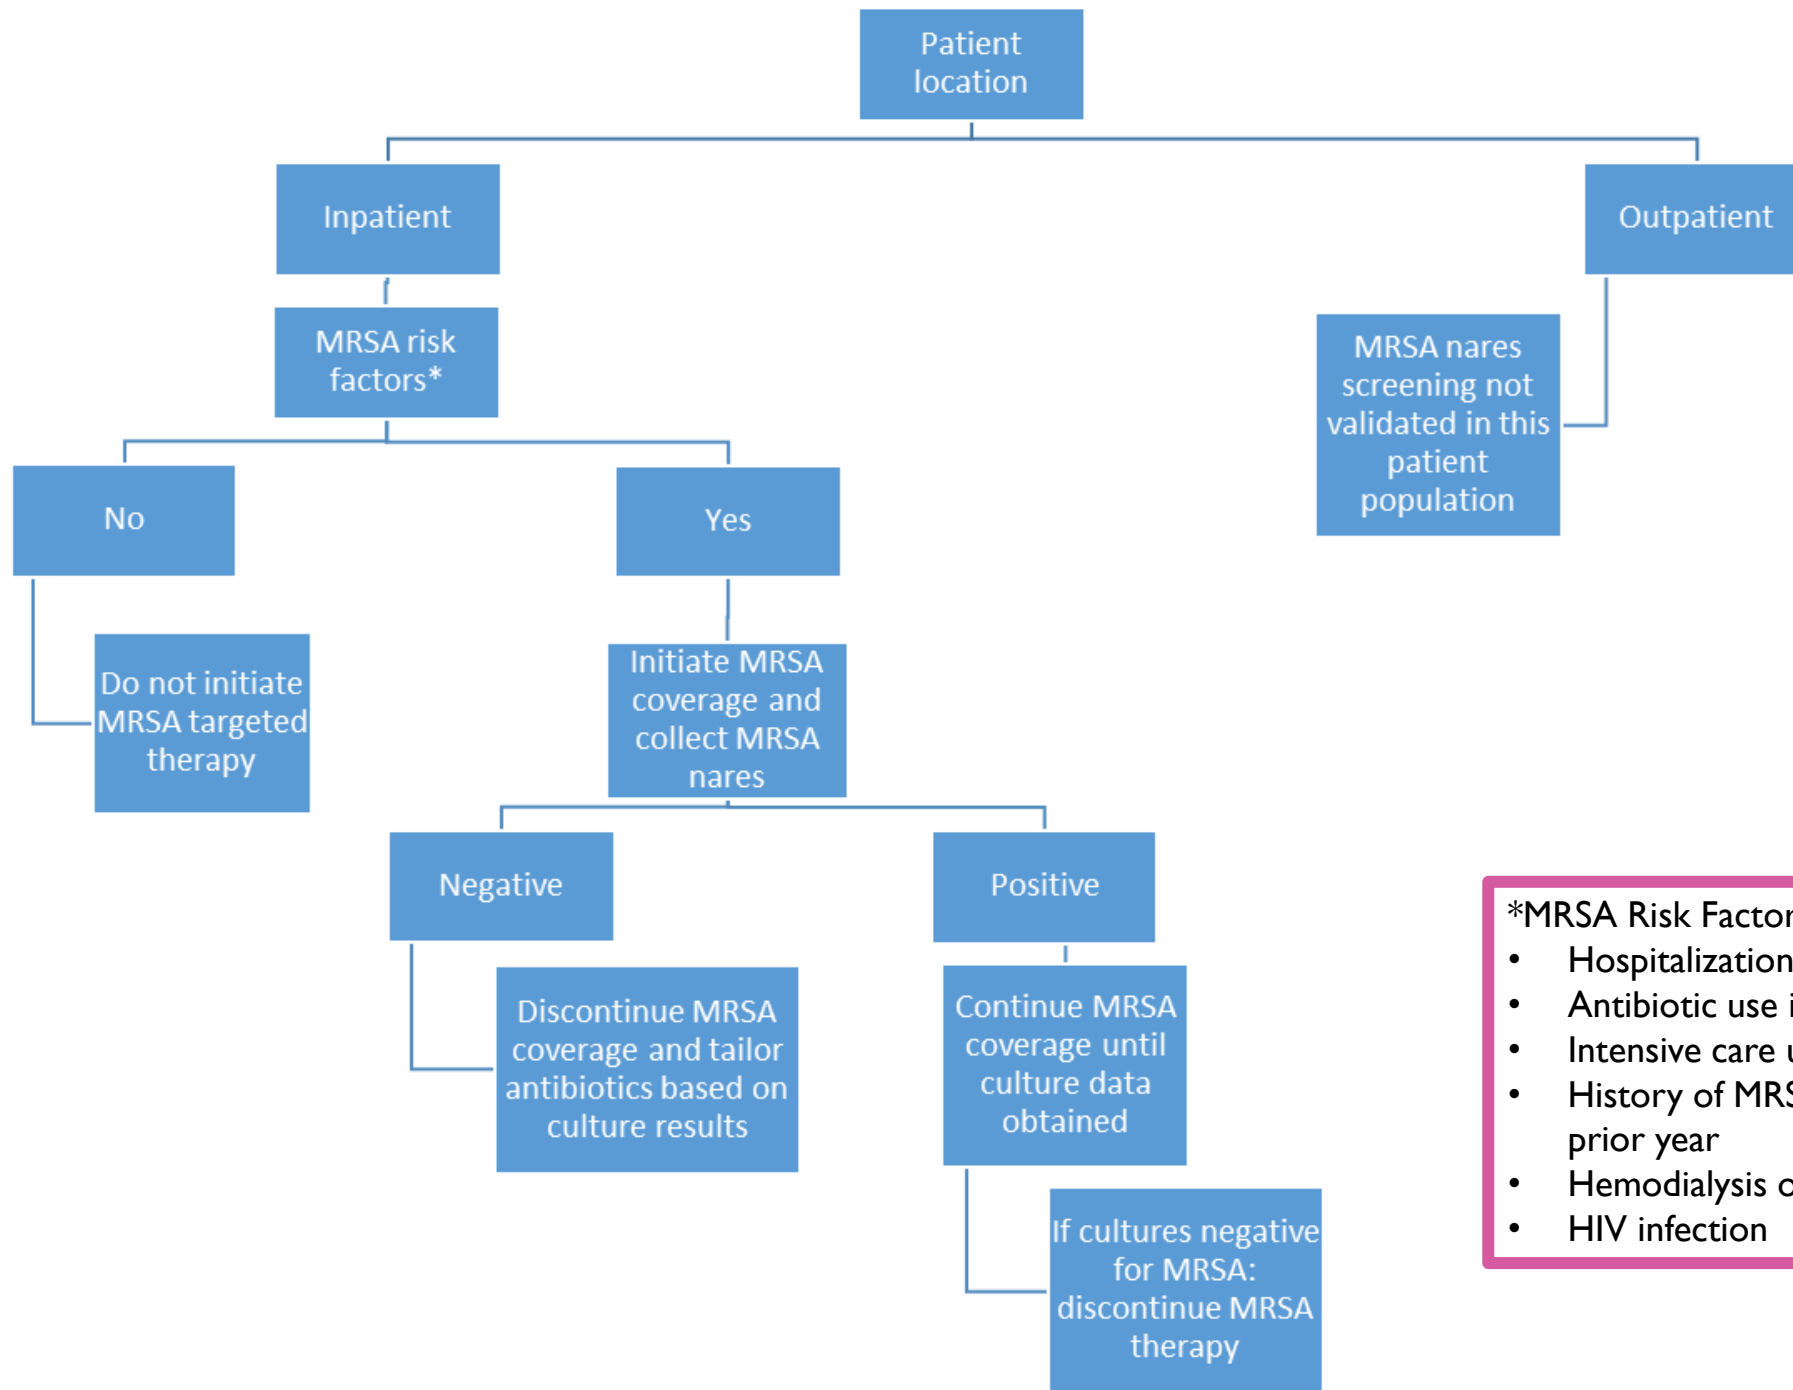 Patient
location
Inpatient
Outpatient
MRSA risk
factors*
MRSA nares
screening not
validated in this
patient
population
No
Yes
Do not initiate
MRSA targeted
therapy
Initiate MRSA
coverage and
collect MRSA
nares
Negative
Positive
Discontinue MRSA
coverage and tailor
antibiotics based on
culture results
Continue MRSA
coverage until
culture data
obtained
If cultures negative
for MRSA:
discontinue MRSA
therapy
*MRSA Risk Factor
• Hospitalization
• Antibiotic use
• Intensive care
• History of
prior year
• Hemodialysis
• HIV infection